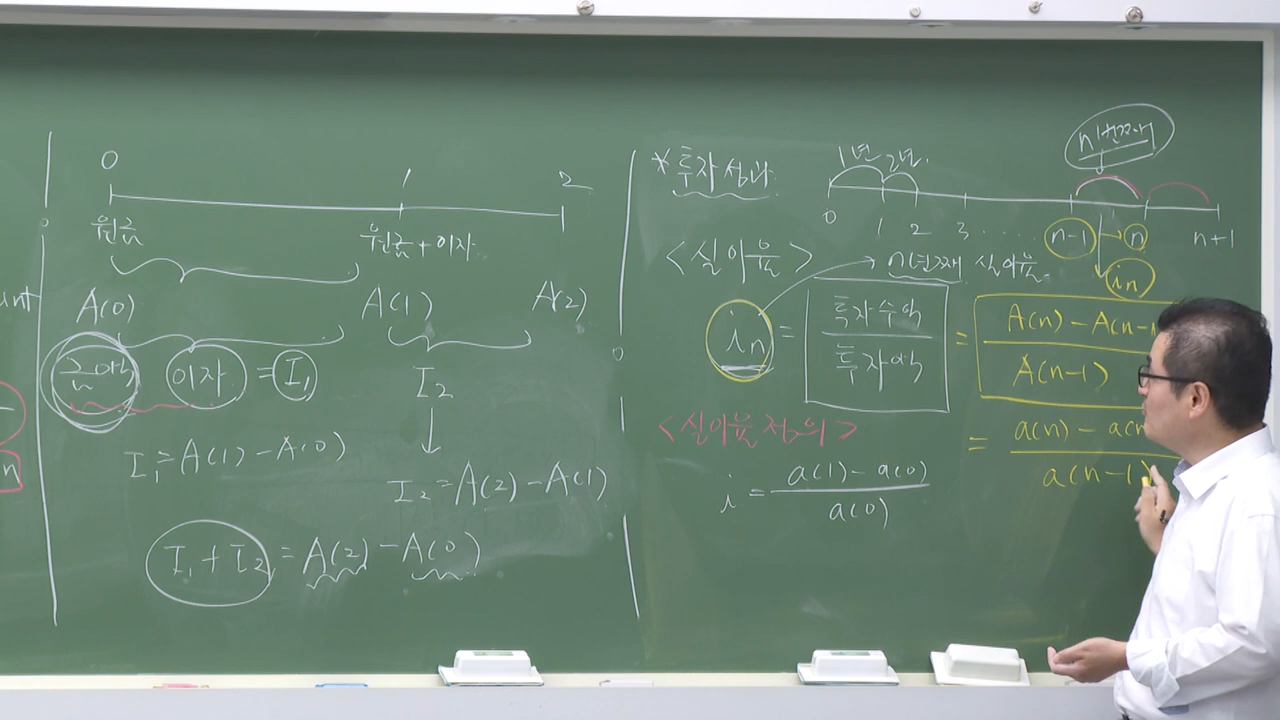 0 1 2
원금 원금+이자
A(0) A(1) A(2)
금액 이자 = I₁
I₂
I₁=A(1)-A(0)
I₂=A(2)-A(1)
I₁+I₂=A(2)-A(0)
*투자성과
1년 2년
n번째
0 1 2 3 . . . . n-1 → n n+1
<실이율> → n년째 실이율
iₙ
iₙ = 투자수익 / 투자액 = A(n)-A(n-1 / A(n-1)
= a(n)-a(n / a(n-1)
<실이율 정의>
i = a(1)-a(0) / a(0)
unt
n